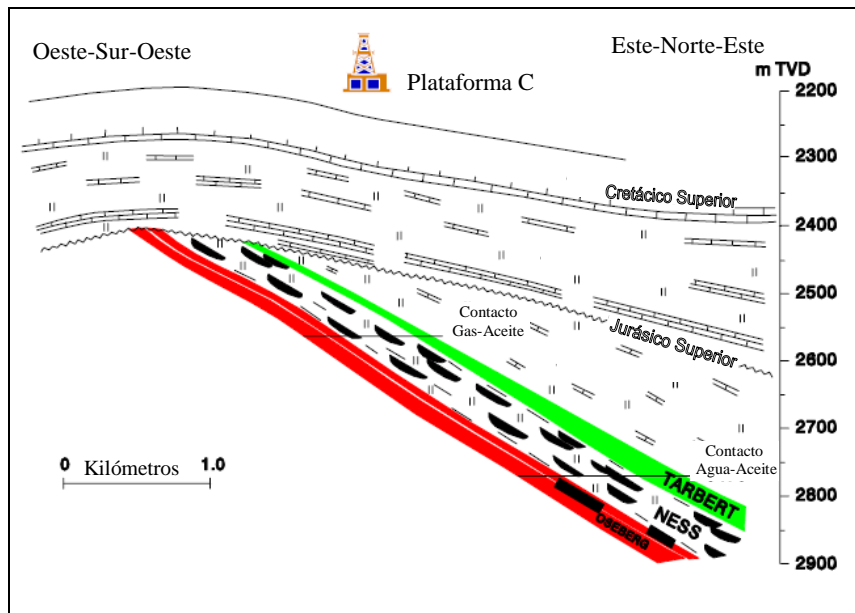 Oeste-Sur-Oeste
Este-Norte-Este
Plataforma C
m TVD
2200
2300
2400
2500
2600
2700
2800
2900
Cretácico Superior
Jurásico Superior
Contacto
Gas-Aceite
Contacto
Agua-Aceite
TARBERT
NESS
OSEBERG
0 Kilómetros 1.0